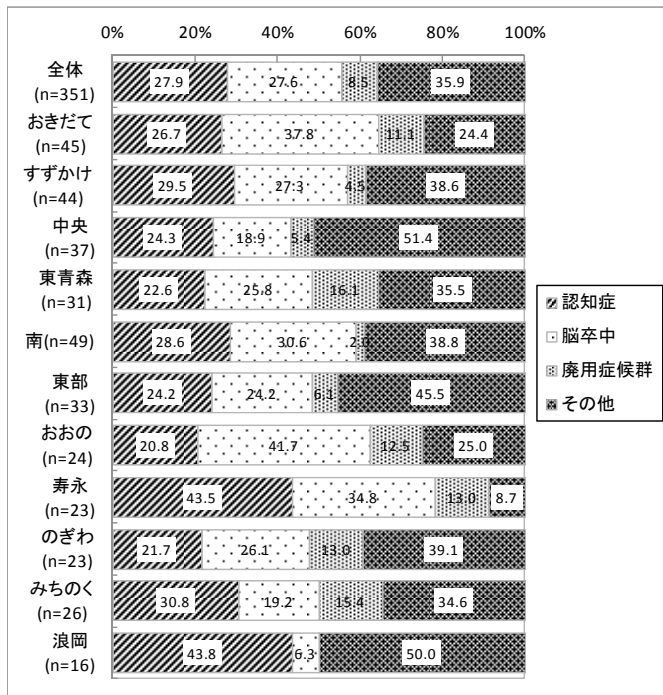 0% 20% 40% 60% 80% 100%
全体
(n=351)
27.9 27.6 8.5 35.9
おきだて
(n=45)
26.7 37.8 11.1 24.4
すずかけ
(n=44)
29.5 27.3 4.5 38.6
中央
(n=37)
24.3 18.9 5.4 51.4
東青森
(n=31)
22.6 25.8 16.1 35.5
南(n=49)
28.6 30.6 2.0 38.8
東部
(n=33)
24.2 24.2 6.1 45.5
おおの
(n=24)
20.8 41.7 12.5 25.0
寿永
(n=23)
43.5 34.8 13.0 8.7
のぎわ
(n=23)
21.7 26.1 13.0 39.1
みちのく
(n=26)
30.8 19.2 15.4 34.6
浪岡
(n=16)
43.8 6.3 50.0
認知症
脳卒中
廃用症候群
その他